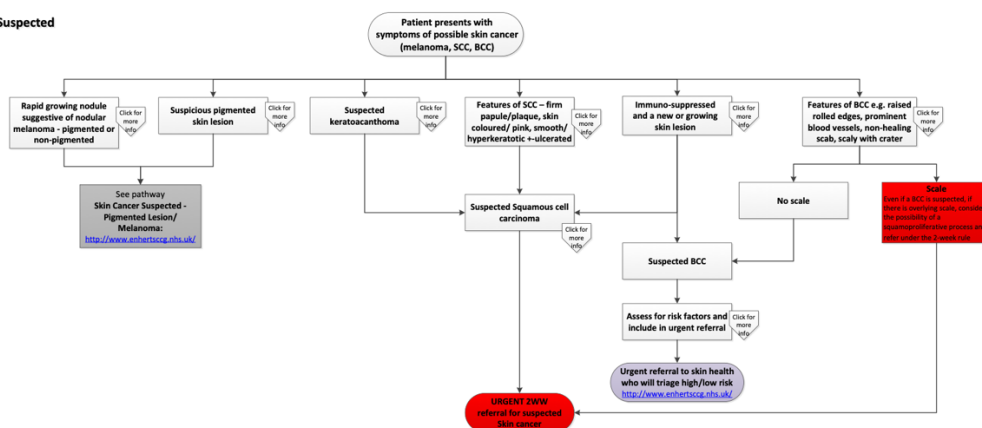 Suspected
Patient presents with
symptoms of possible skin cancer
(melanoma, SCC, BCC)
Rapid growing nodule
suggestive of nodular
melanoma - pigmented or
non-pigmented
Click for
more
info
Suspicious pigmented
skin lesion
Click for
more
info
Suspected
keratoacanthoma
Click for
more
info
Features of SCC – firm
papule/plaque, skin
coloured/ pink, smooth/
hyperkeratotic +-ulcerated
Click for
more
info
Immuno-suppressed
and a new or growing
skin lesion
Click for
more
info
Features of BCC e.g. raised
rolled edges, prominent
blood vessels, non-healing
scab, scaly with crater
Click for
more
info
See pathway
Skin Cancer Suspected -
Pigmented Lesion/
Melanoma:
http://www.enhertsccg.nhs.uk/
Suspected Squamous cell
carcinoma
Click for
more
info
No scale
Scale
Even if a BCC is suspected, if
there is overlying scale, conside
the possibility of a
squamoproliferative process an
refer under the 2-week rule
Suspected BCC
Assess for risk factors and
include in urgent referral
Click for
more
info
Urgent referral to skin health
who will triage high/low risk
http://www.enhertsccg.nhs.uk/
URGENT 2WW
referral for suspected
Skin cancer